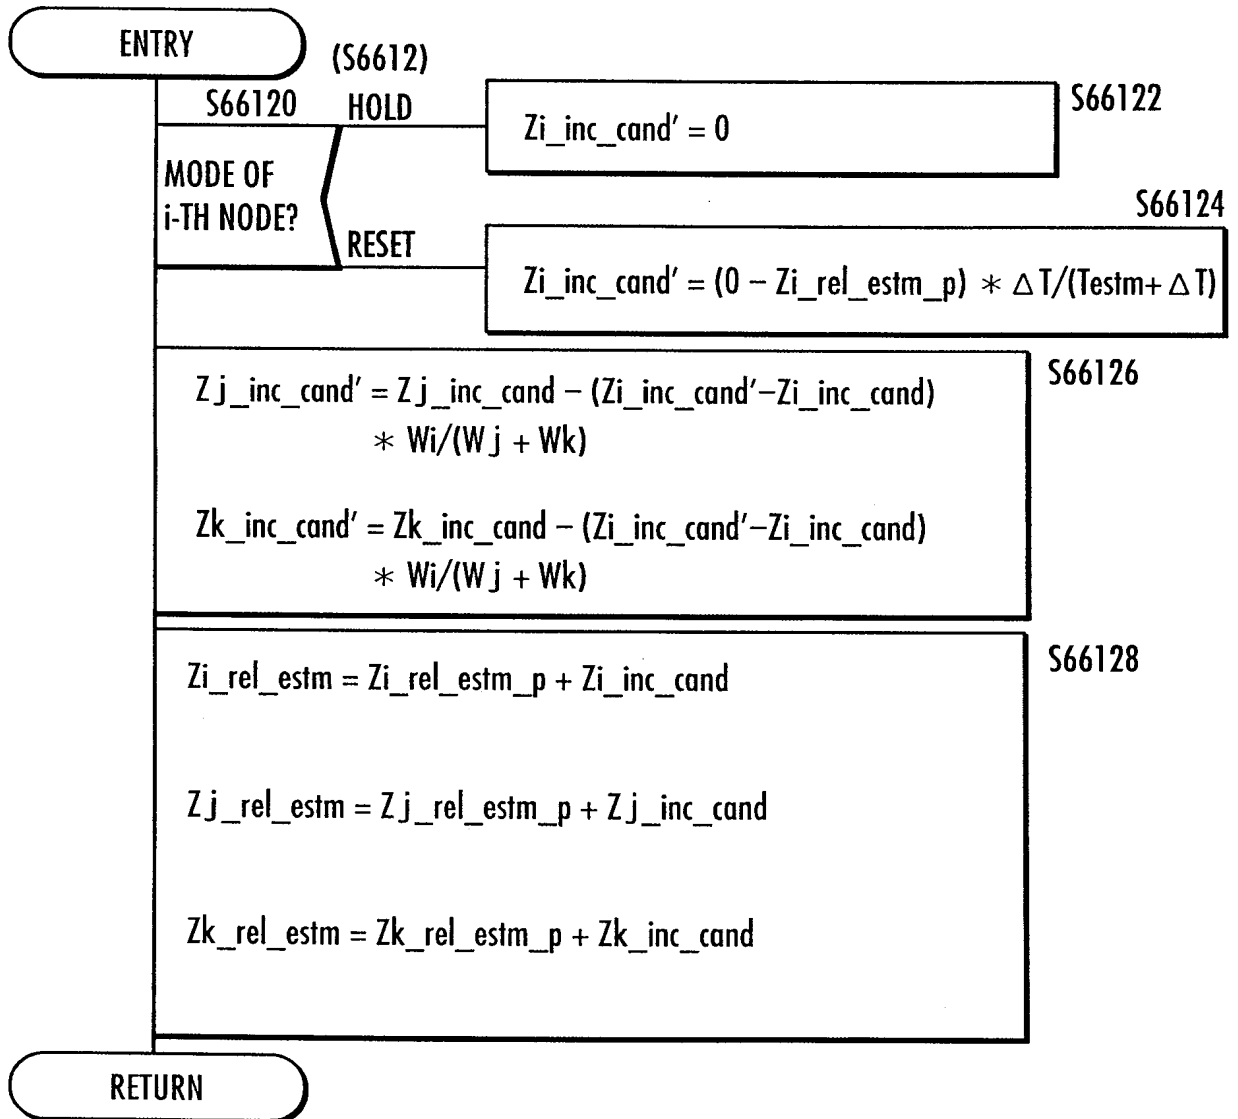 ENTRY
(S6612)
S66120
HOLD
S66122
Zi_inc_cand' = 0
MODE OF
i-TH NODE?
S66124
RESET
Zi_inc_cand' = (0 – Zi_rel_estm_p) * ΔT/(Testm+ ΔT)
S66126
Zj_inc_cand' = Zj_inc_cand – (Zi_inc_cand'–Zi_inc_cand)
* Wi/(Wj + Wk)
Zk_inc_cand' = Zk_inc_cand – (Zi_inc_cand'–Zi_inc_cand)
* Wi/(Wj + Wk)
S66128
Zi_rel_estm = Zi_rel_estm_p + Zi_inc_cand
Zj_rel_estm = Zj_rel_estm_p + Zj_inc_cand
Zk_rel_estm = Zk_rel_estm_p + Zk_inc_cand
RETURN